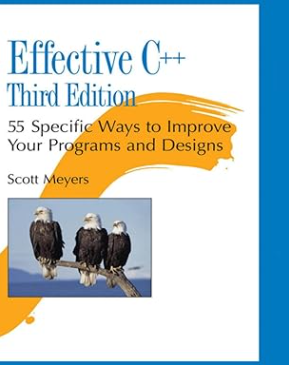 Effective C++
Third Edition
55 Specific Ways to Improve
Your Programs and Designs
Scott Meyers